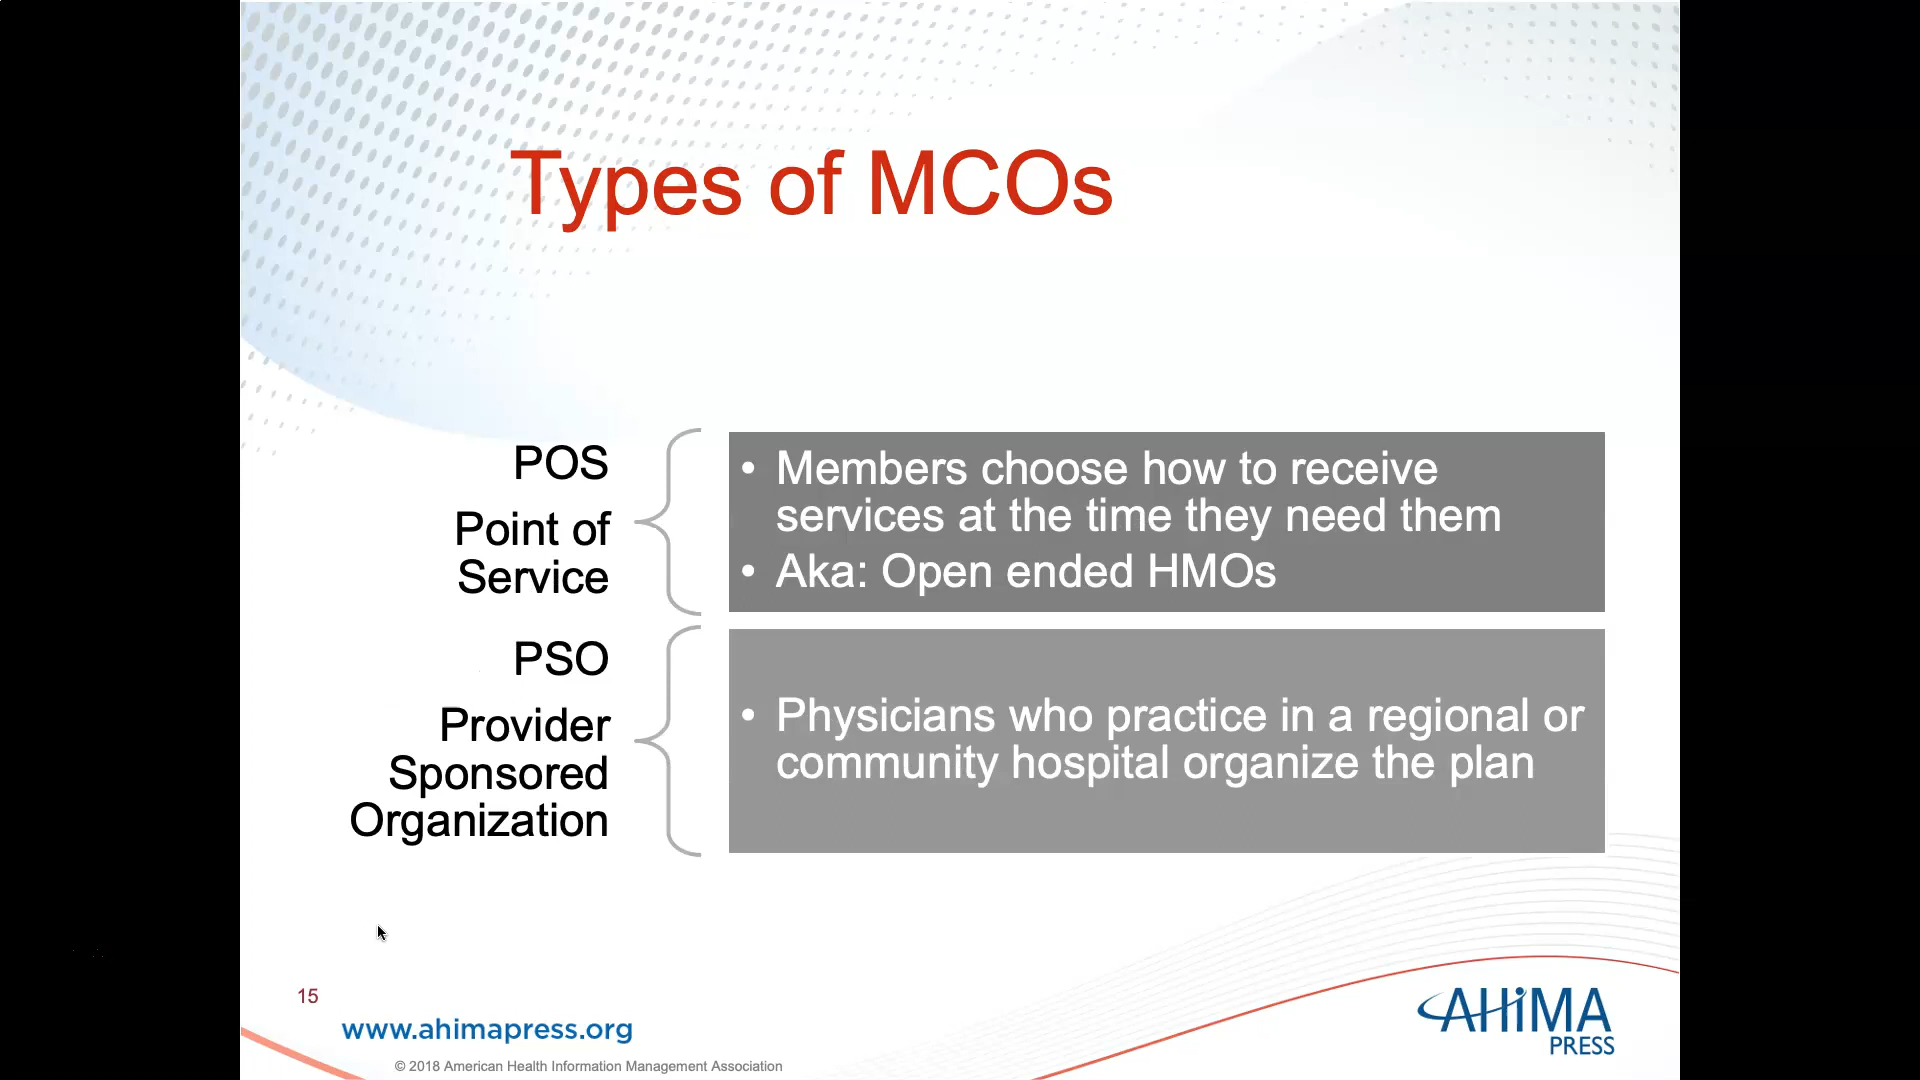 Types of MCOs
POS
Point of
Service
• Members choose how to receive
services at the time they need them
• Aka: Open ended HMOs
PSO
Provider
Sponsored
Organization
• Physicians who practice in a regional or
community hospital organize the plan
15
www.ahimapress.org
© 2018 American Health Information Management Association
AHiMA
PRESS